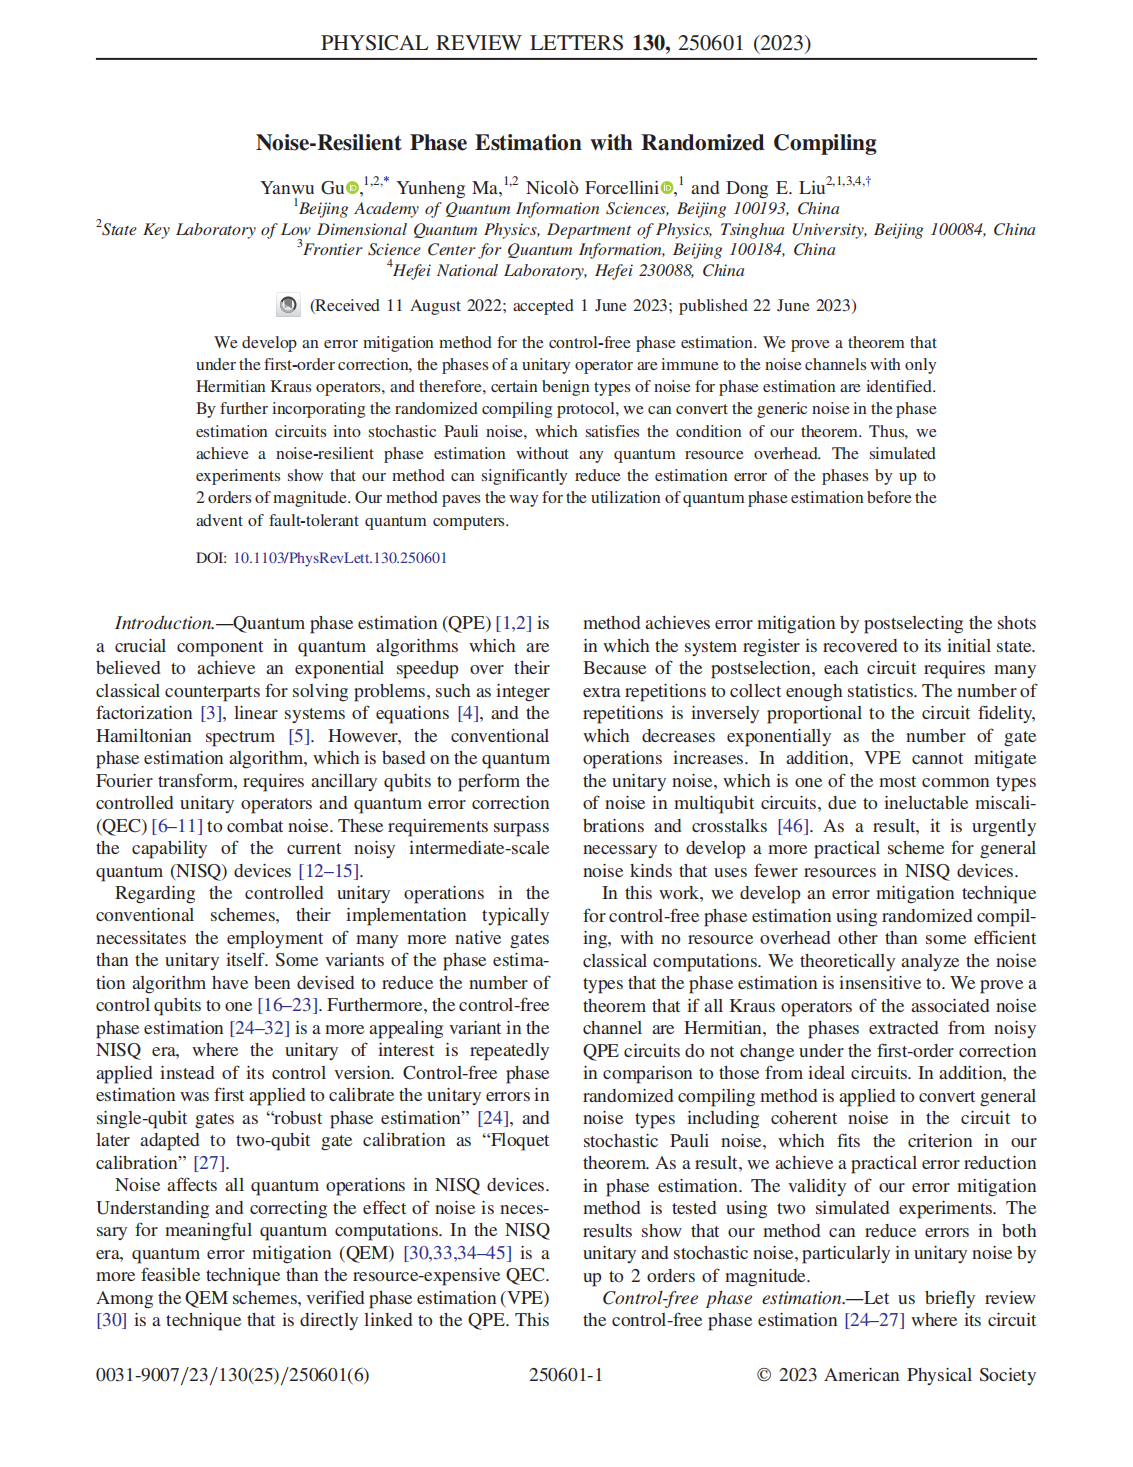 PHYSICAL REVIEW LETTERS 130, 250601 (2023)
Noise-Resilient Phase Estimation with Randomized Compiling
Yanwu Gu,1,2,* Yunheng Ma,1,2 Nicolò Forcellini,1 and Dong E. Liu2,1,3,4,†
1Beijing Academy of Quantum Information Sciences, Beijing 100193, China
2State Key Laboratory of Low Dimensional Quantum Physics, Department of Physics, Tsinghua University, Beijing 100084, China
3Frontier Science Center for Quantum Information, Beijing 100184, China
4Hefei National Laboratory, Hefei 230088, China
(Received 11 August 2022; accepted 1 June 2023; published 22 June 2023)
We develop an error mitigation method for the control-free phase estimation. We prove a theorem that
under the first-order correction, the phases of a unitary operator are immune to the noise channels with only
Hermitian Kraus operators, and therefore, certain benign types of noise for phase estimation are identified.
By further incorporating the randomized compiling protocol, we can convert the generic noise in the phase
estimation circuits into stochastic Pauli noise, which satisfies the condition of our theorem. Thus, we
achieve a noise-resilient phase estimation without any quantum resource overhead. The simulated
experiments show that our method can significantly reduce the estimation error of the phases by up to
2 orders of magnitude. Our method paves the way for the utilization of quantum phase estimation before the
advent of fault-tolerant quantum computers.
DOI: 10.1103/PhysRevLett.130.250601
Introduction.—Quantum phase estimation (QPE) [1,2] is
a crucial component in quantum algorithms which are
believed to achieve an exponential speedup over their
classical counterparts for solving problems, such as integer
factorization [3], linear systems of equations [4], and the
Hamiltonian spectrum [5]. However, the conventional
phase estimation algorithm, which is based on the quantum
Fourier transform, requires ancillary qubits to perform the
controlled unitary operators and quantum error correction
(QEC) [6–11] to combat noise. These requirements surpass
the capability of the current noisy intermediate-scale
quantum (NISQ) devices [12–15].
Regarding the controlled unitary operations in the
conventional schemes, their implementation typically
necessitates the employment of many more native gates
than the unitary itself. Some variants of the phase estima-
tion algorithm have been devised to reduce the number of
control qubits to one [16–23]. Furthermore, the control-free
phase estimation [24–32] is a more appealing variant in the
NISQ era, where the unitary of interest is repeatedly
applied instead of its control version. Control-free phase
estimation was first applied to calibrate the unitary errors in
single-qubit gates as “robust phase estimation” [24], and
later adapted to two-qubit gate calibration as “Floquet
calibration” [27].
Noise affects all quantum operations in NISQ devices.
Understanding and correcting the effect of noise is neces-
sary for meaningful quantum computations. In the NISQ
era, quantum error mitigation (QEM) [30,33,34–45] is a
more feasible technique than the resource-expensive QEC.
Among the QEM schemes, verified phase estimation (VPE)
[30] is a technique that is directly linked to the QPE. This
method achieves error mitigation by postselecting the shots
in which the system register is recovered to its initial state.
Because of the postselection, each circuit requires many
extra repetitions to collect enough statistics. The number of
repetitions is inversely proportional to the circuit fidelity,
which decreases exponentially as the number of gate
operations increases. In addition, VPE cannot mitigate
the unitary noise, which is one of the most common types
of noise in multiqubit circuits, due to ineluctable miscali-
brations and crosstalks [46]. As a result, it is urgently
necessary to develop a more practical scheme for general
noise kinds that uses fewer resources in NISQ devices.
In this work, we develop an error mitigation technique
for control-free phase estimation using randomized compil-
ing, with no resource overhead other than some efficient
classical computations. We theoretically analyze the noise
types that the phase estimation is insensitive to. We prove a
theorem that if all Kraus operators of the associated noise
channel are Hermitian, the phases extracted from noisy
QPE circuits do not change under the first-order correction
in comparison to those from ideal circuits. In addition, the
randomized compiling method is applied to convert general
noise types including coherent noise in the circuit to
stochastic Pauli noise, which fits the criterion in our
theorem. As a result, we achieve a practical error reduction
in phase estimation. The validity of our error mitigation
method is tested using two simulated experiments. The
results show that our method can reduce errors in both
unitary and stochastic noise, particularly in unitary noise by
up to 2 orders of magnitude.
Control-free phase estimation.—Let us briefly review
the control-free phase estimation [24–27] where its circuit
0031-9007/23/130(25)/250601(6)
250601-1
© 2023 American Physical Society